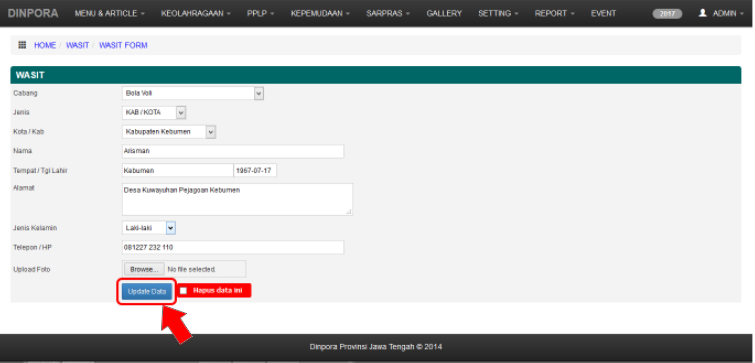 DINPORA MENU & ARTICLE KEOLAHRAGAAN PPLP KEPEMUDAAN SARPRAS GALLERY SETTING REPORT EVENT 2017 ADMIN
HOME / WASIT / WASIT FORM
WASIT
Cabang Bola Voli
Jenis KAB / KOTA
Kota / Kab Kabupaten Kebumen
Nama Arisman
Tempat / Tgl Lahir Kebumen 1967-07-17
Alamat Desa Kuwayuhan Pejagoan Kebumen
Jenis Kelamin Laki-laki
Telepon / HP 081227 232 110
Upload Foto Browse... No file selected.
Update Data Hapus data ini
Dinpora Provinsi Jawa Tengah © 2014